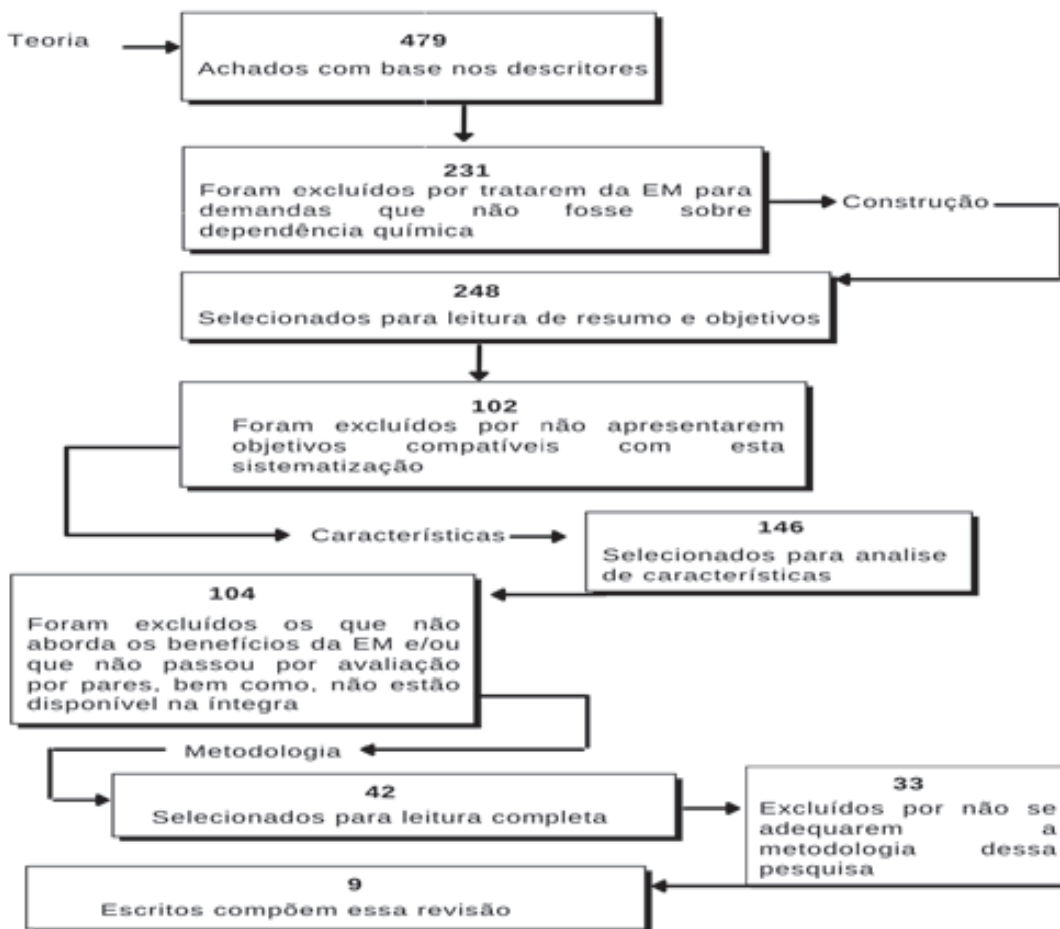 Teoria
479
Achados com base nos descritores
231
Foram excluídos por tratarem da EM para
demandas que não fosse sobre
dependência química
Construção
248
Selecionados para leitura de resumo e objetivos
102
Foram excluídos por não apresentarem
objetivos compatíveis com esta
sistematização
Características
146
Selecionados para analise
de características
104
Foram excluídos os que não
aborda os benefícios da EM e/ou
que não passou por avaliação
por pares, bem como, não estão
disponível na íntegra
Metodologia
42
Selecionados para leitura completa
33
Excluídos por não se
adequarem a
metodologia dessa
pesquisa
9
Escritos compõem essa revisão